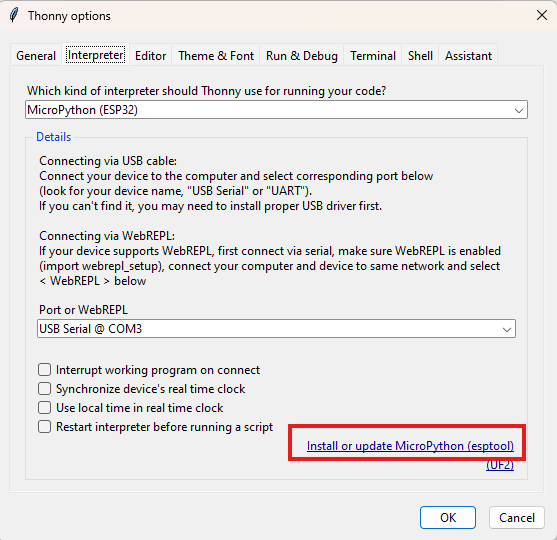 Thonny options
General Interpreter Editor Theme & Font Run & Debug Terminal Shell Assistant
Which kind of interpreter should Thonny use for running your code?
MicroPython (ESP32)
Details
Connecting via USB cable:
Connect your device to the computer and select corresponding port below
(look for your device name, "USB Serial" or "UART").
If you can't find it, you may need to install proper USB driver first.
Connecting via WebREPL:
If your device supports WebREPL, first connect via serial, make sure WebREPL is enabled
(import webrepl_setup), connect your computer and device to same network and select
< WebREPL > below
Port or WebREPL
USB Serial @ COM3
Interrupt working program on connect
Synchronize device's real time clock
Use local time in real time clock
Restart interpreter before running a script
Install or update MicroPython (esptool)
(UF2)
OK Cancel